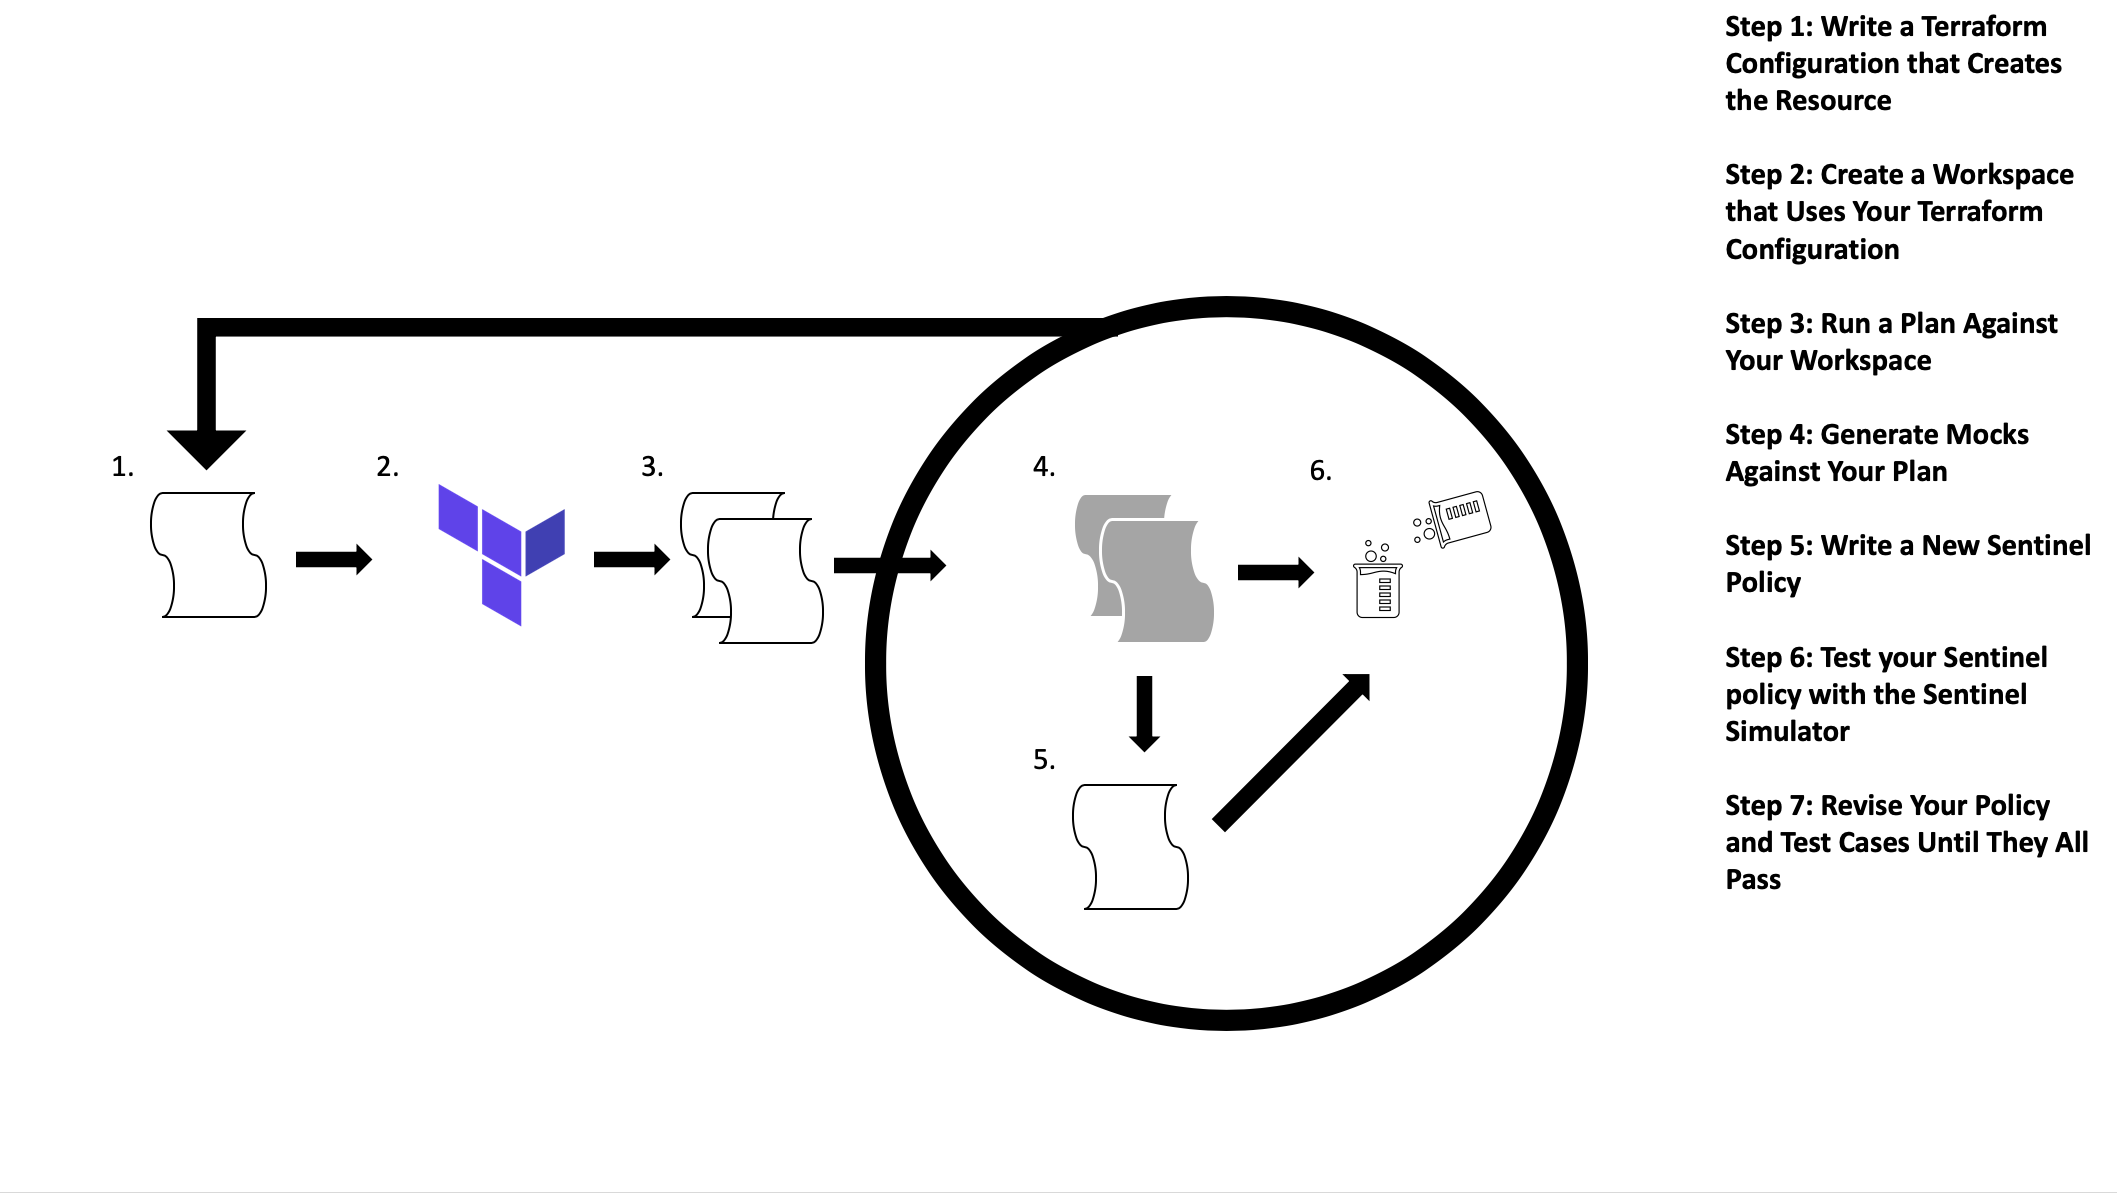 1.
2.
3.
4.
6.
5.
Step 1: Write a Terraform
Configuration that Creates
the Resource
Step 2: Create a Workspace
that Uses Your Terraform
Configuration
Step 3: Run a Plan Against
Your Workspace
Step 4: Generate Mocks
Against Your Plan
Step 5: Write a New Sentinel
Policy
Step 6: Test your Sentinel
policy with the Sentinel
Simulator
Step 7: Revise Your Policy
and Test Cases Until They All
Pass